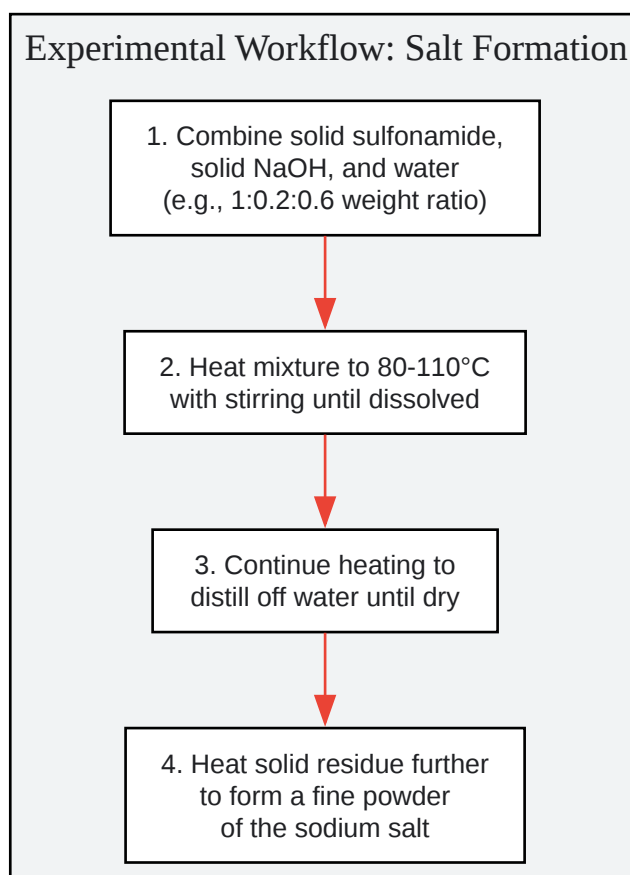 Experimental Workflow: Salt Formation
1. Combine solid sulfonamide,
solid NaOH, and water
(e.g., 1:0.2:0.6 weight ratio)
2. Heat mixture to 80-110°C
with stirring until dissolved
3. Continue heating to
distill off water until dry
4. Heat solid residue further
to form a fine powder
of the sodium salt